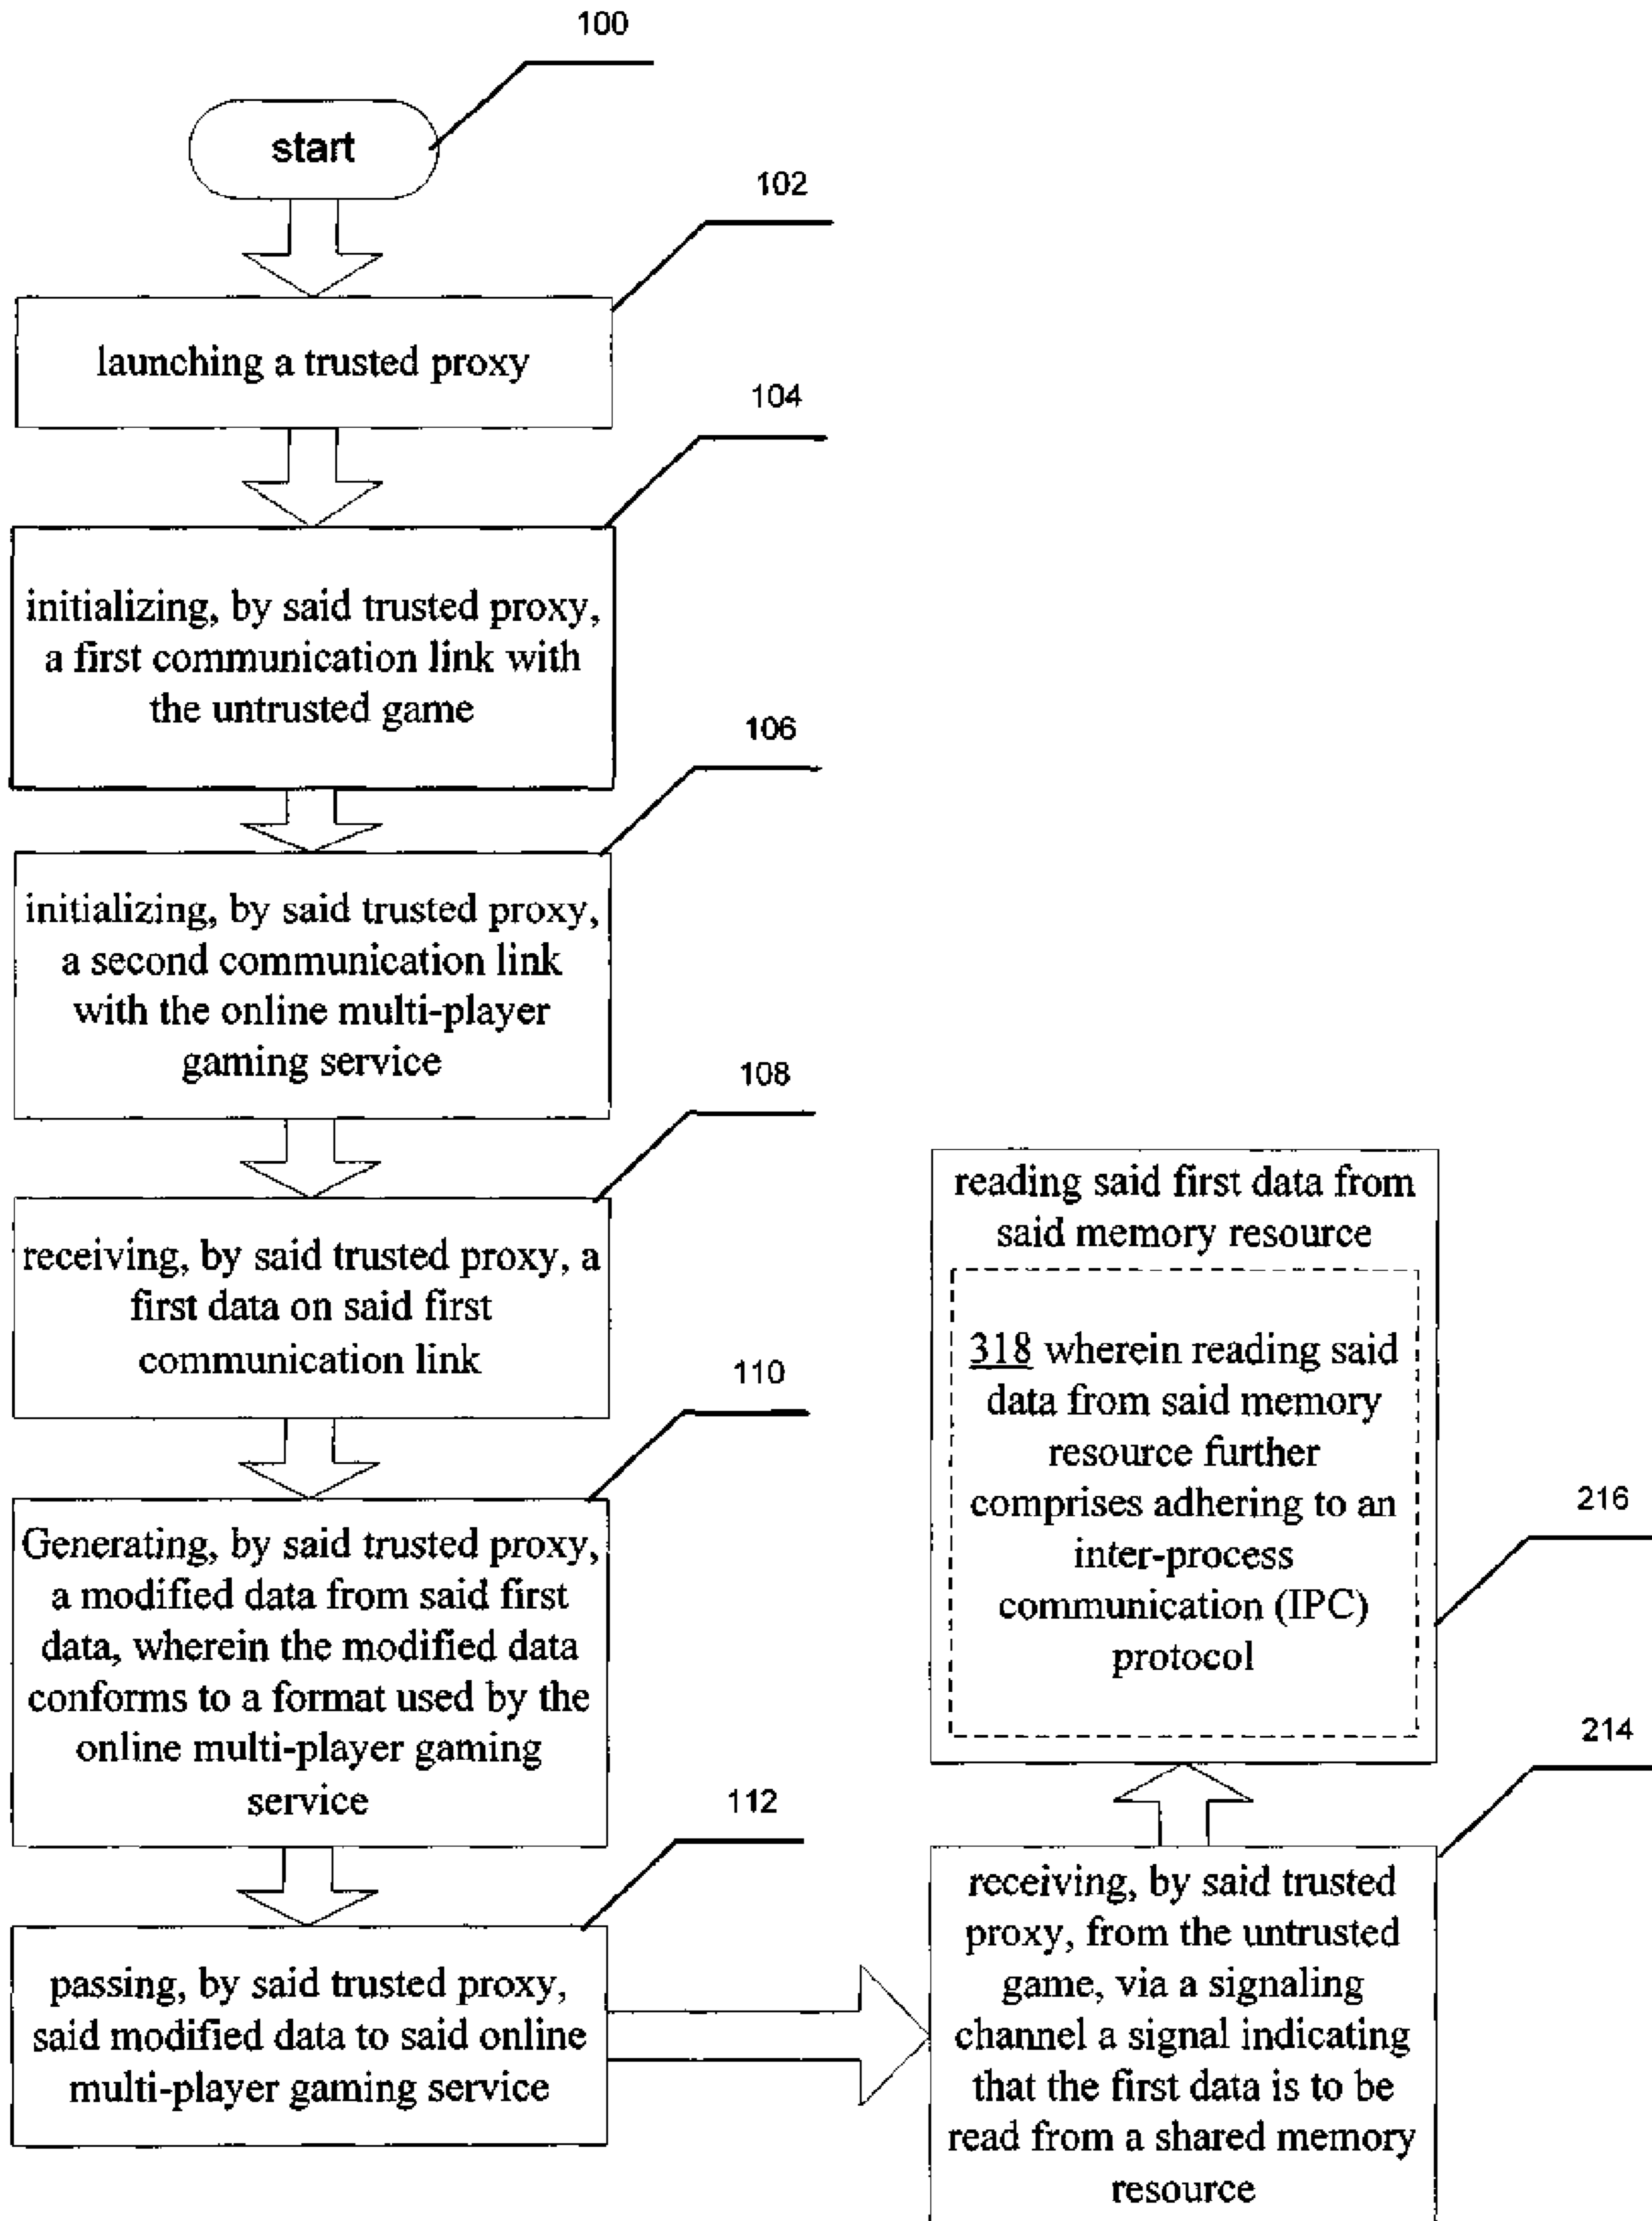 100
start
102
launching a trusted proxy
104
initializing, by said trusted proxy,
a first communication link with
the untrusted game
106
initializing, by said trusted proxy,
a second communication link
with the online multi-player
gaming service
108
receiving, by said trusted proxy, a
first data on said first
communication link
110
Generating, by said trusted proxy,
a modified data from said first
data, wherein the modified data
conforms to a format used by the
online multi-player gaming
service
112
passing, by said trusted proxy,
said modified data to said online
multi-player gaming service
reading said first data from
said memory resource
318 wherein reading said
data from said memory
resource further
comprises adhering to an
inter-process
communication (IPC)
protocol
216
214
receiving, by said trusted
proxy, from the untrusted
game, via a signaling
channel a signal indicating
that the first data is to be
read from a shared memory
resource